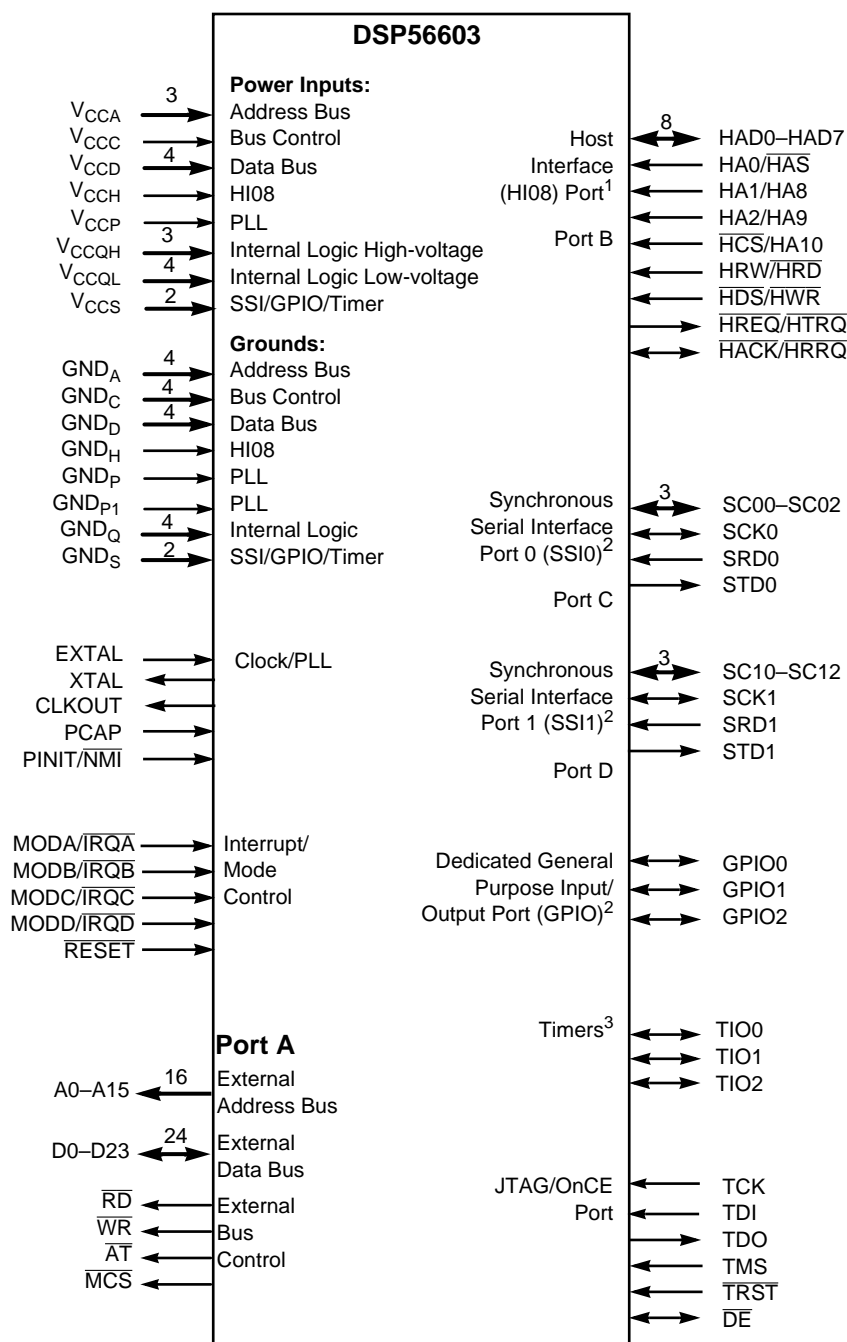 DSP56603
Power Inputs:
VCCA 3 Address Bus
VCCC Bus Control
VCCD 4 Data Bus
VCCH HI08
VCCP PLL
VCCQH 3 Internal Logic High-voltage
VCCQL 4 Internal Logic Low-voltage
VCCS 2 SSI/GPIO/Timer
Grounds:
GNDA 4 Address Bus
GNDC 4 Bus Control
GNDD 4 Data Bus
GNDH HI08
GNDP PLL
GNDP1 PLL
GNDQ 4 Internal Logic
GNDS 2 SSI/GPIO/Timer
EXTAL Clock/PLL
XTAL
CLKOUT
PCAP
PINIT/NMI
MODA/IRQA Interrupt/
MODB/IRQB Mode
MODC/IRQC Control
MODD/IRQD
RESET
Port A
A0–A15 16 External
Address Bus
D0–D23 24 External
Data Bus
RD External
WR Bus
AT Control
MCS
Host 8 HAD0–HAD7
Interface HA0/HAS
(HI08) Port1 HA1/HA8
HA2/HA9
Port B HCS/HA10
HRW/HRD
HDS/HWR
HREQ/HTRQ
HACK/HRRQ
Synchronous 3 SC00–SC02
Serial Interface SCK0
Port 0 (SSI0)2 SRD0
STD0
Port C
Synchronous 3 SC10–SC12
Serial Interface SCK1
Port 1 (SSI1)2 SRD1
STD1
Port D
Dedicated General GPIO0
Purpose Input/ GPIO1
Output Port (GPIO)2 GPIO2
Timers3 TIO0
TIO1
TIO2
JTAG/OnCE TCK
Port TDI
TDO
TMS
TRST
DE